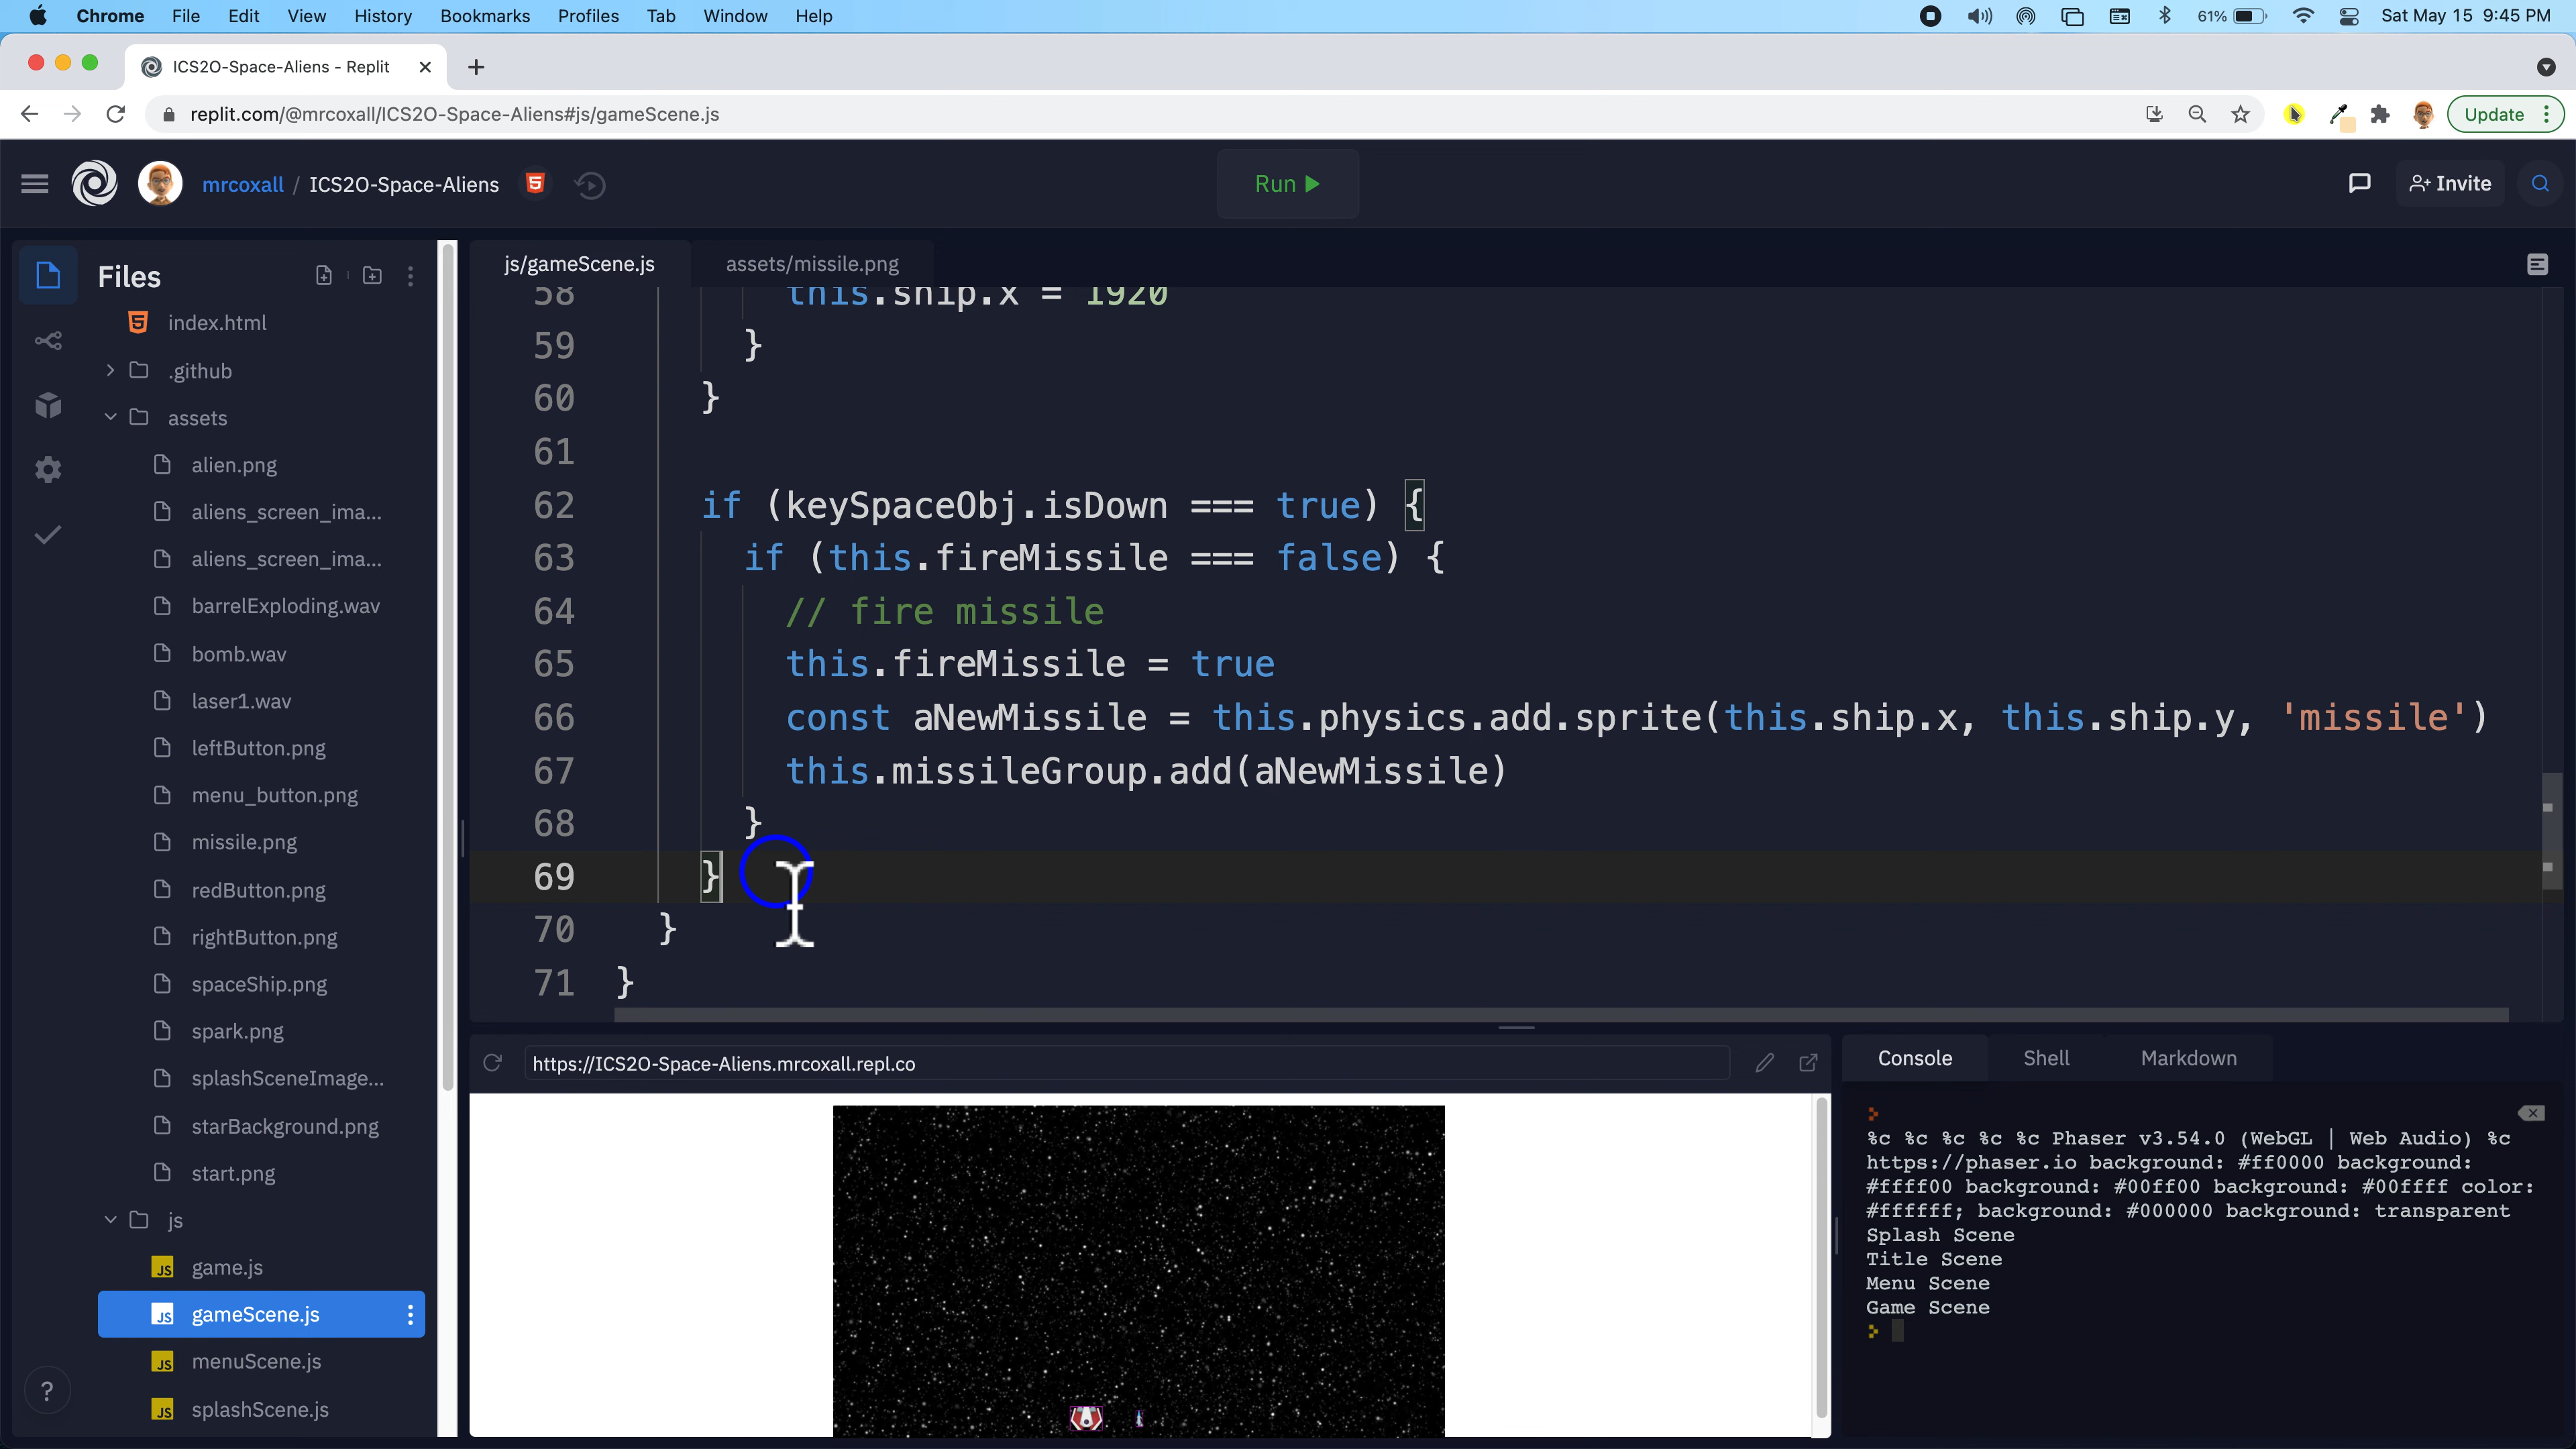 Chrome File Edit View History Bookmarks Profiles Tab Window Help 61% Sat May 15 9:45 PM
ICS2O-Space-Aliens - Replit
replit.com/@mrcoxall/ICS2O-Space-Aliens#js/gameScene.js Update
mrcoxall / ICS2O-Space-Aliens Run Invite
Files
index.html
.github
assets
alien.png
aliens_screen_ima...
aliens_screen_ima...
barrelExploding.wav
bomb.wav
laser1.wav
leftButton.png
menu_button.png
missile.png
redButton.png
rightButton.png
spaceShip.png
spark.png
splashSceneImage...
starBackground.png
start.png
js
JS game.js
JS gameScene.js
JS menuScene.js
JS splashScene.js
?
js/gameScene.js assets/missile.png
58 this.ship.x = 1920
59 }
60 }
61
62 if (keySpaceObj.isDown === true) {
63 if (this.fireMissile === false) {
64 // fire missile
65 this.fireMissile = true
66 const aNewMissile = this.physics.add.sprite(this.ship.x, this.ship.y, 'missile')
67 this.missileGroup.add(aNewMissile)
68 }
69 }
70 }
71 }
https://ICS2O-Space-Aliens.mrcoxall.repl.co
Console Shell Markdown
%c %c %c %c %c Phaser v3.54.0 (WebGL | Web Audio) %c
https://phaser.io background: #ff0000 background:
#ffff00 background: #00ff00 background: #00ffff color:
#ffffff; background: #000000 background: transparent
Splash Scene
Title Scene
Menu Scene
Game Scene